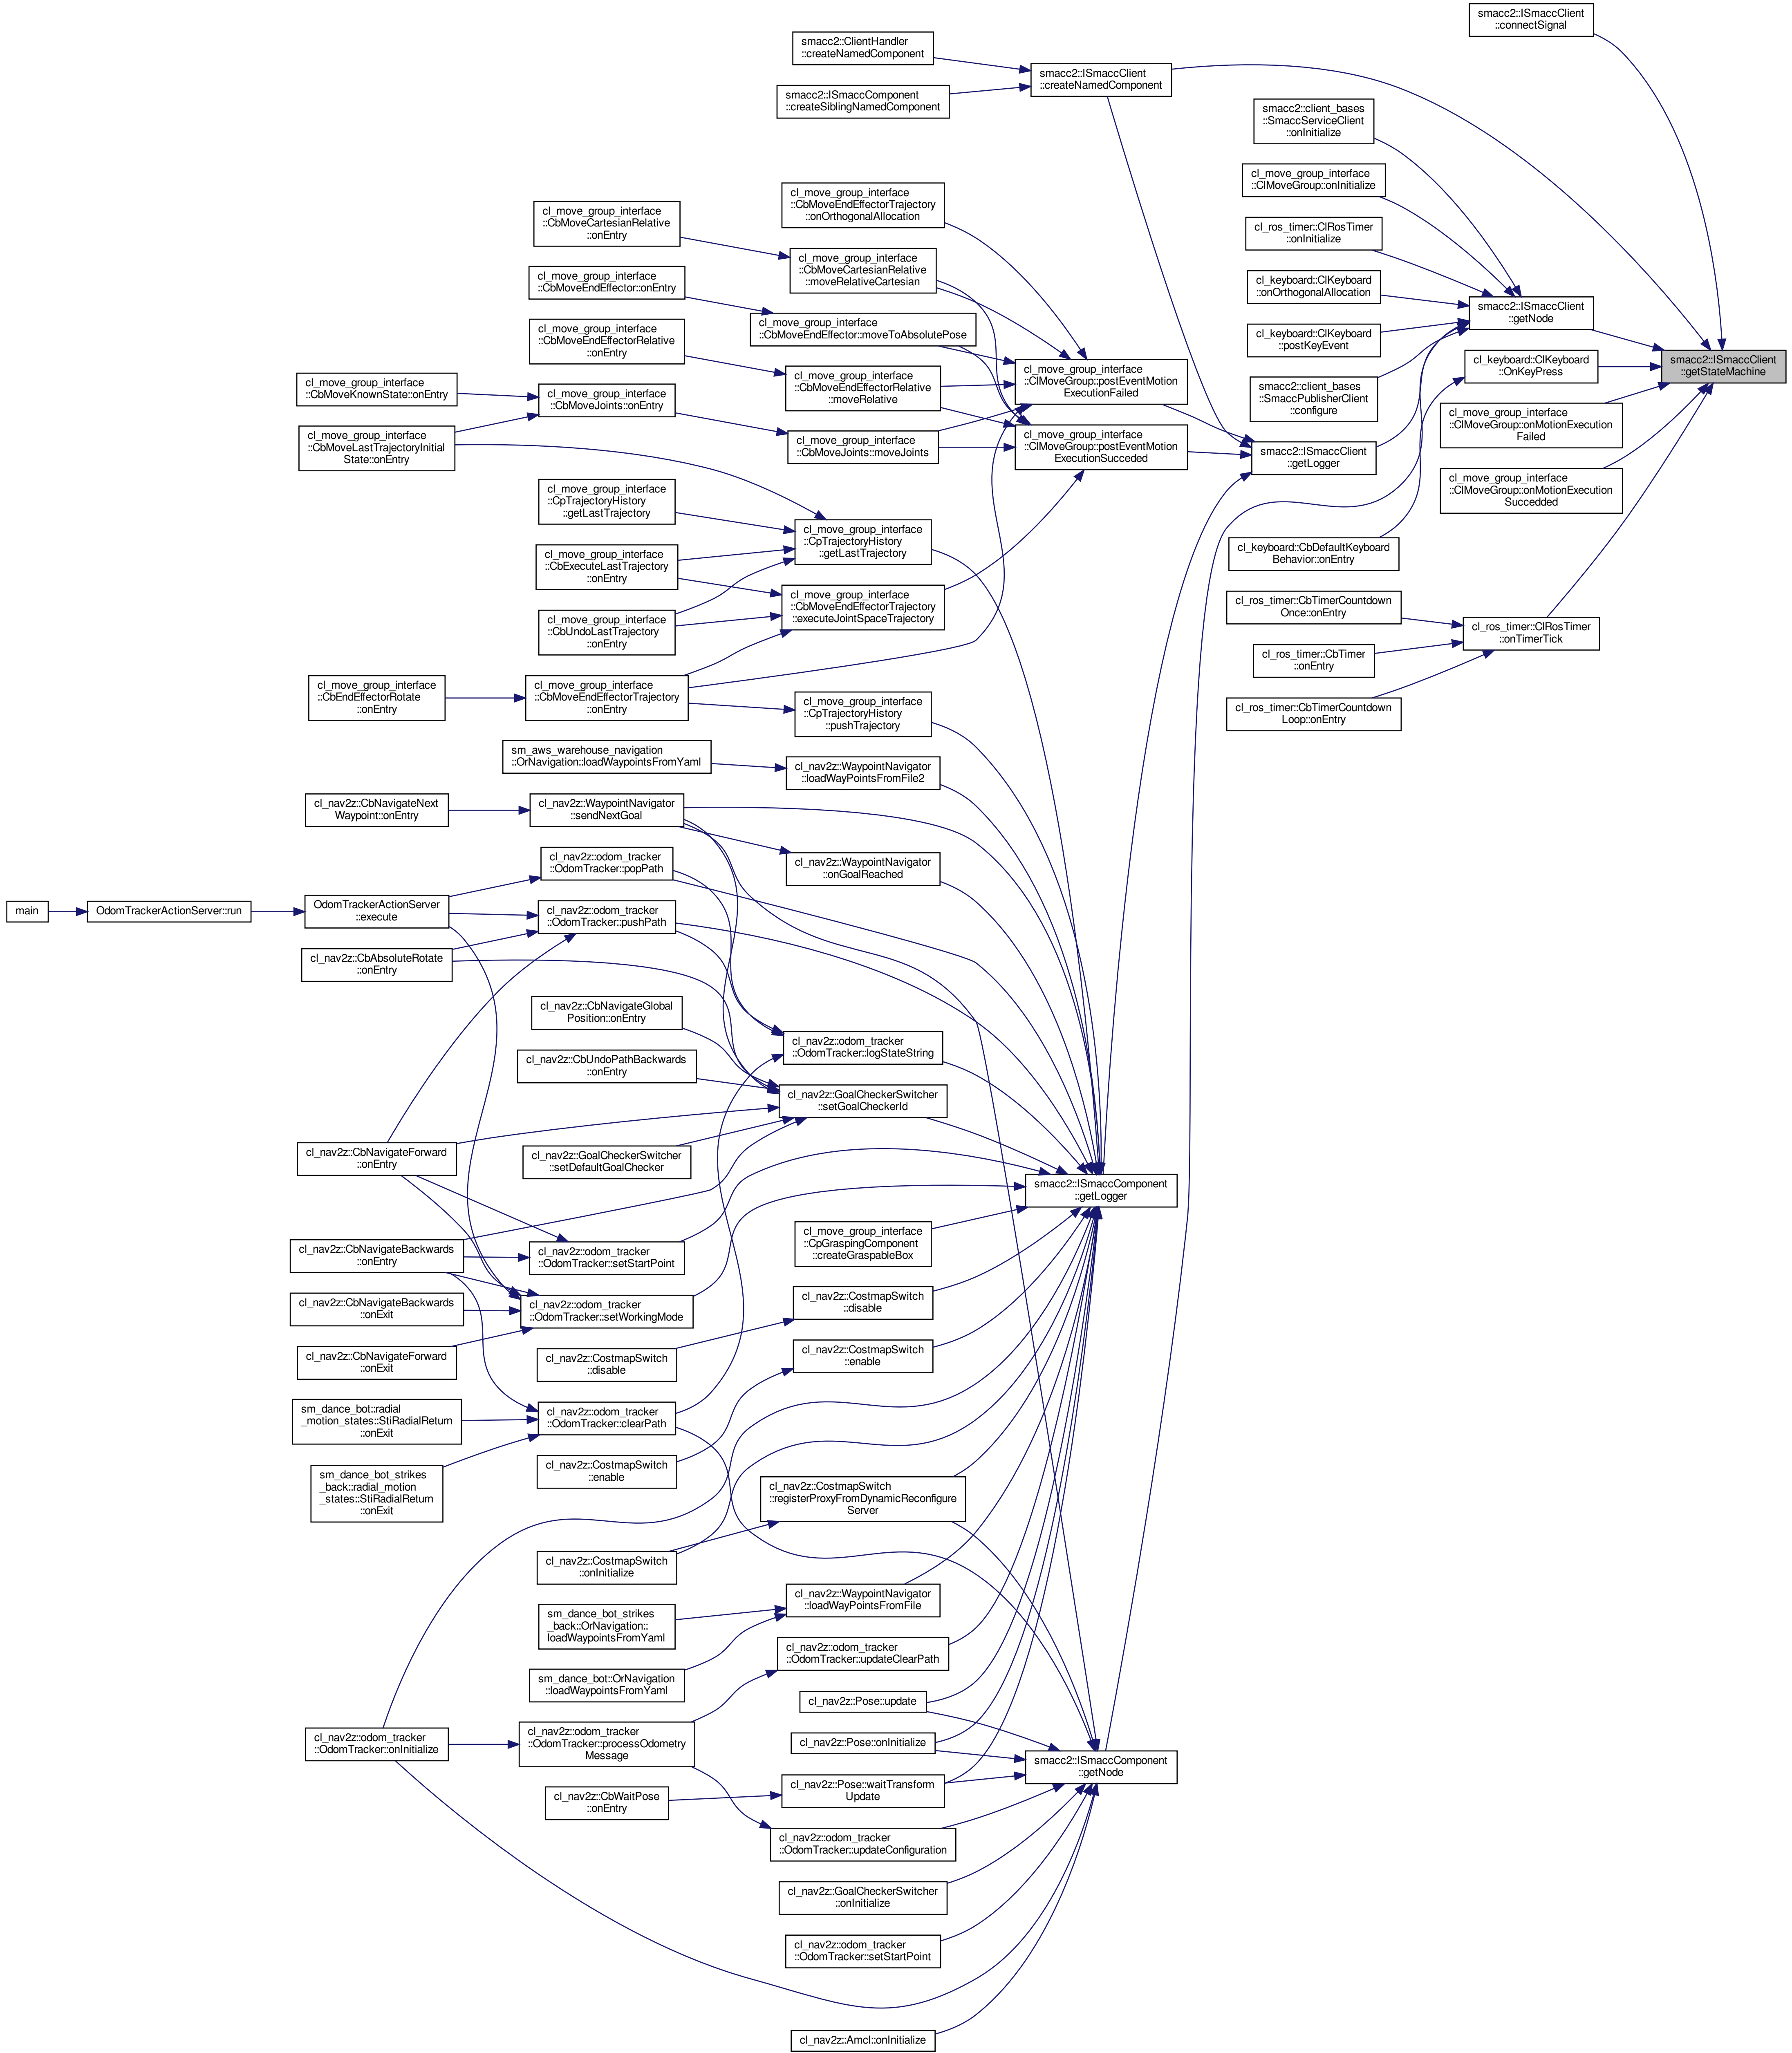 smacc2::ISmaccClient
::connectSignal
smacc2::ClientHandler
::createNamedComponent
smacc2::ISmaccClient
::createNamedComponent
smacc2::ISmaccComponent
::createSiblingNamedComponent
smacc2::client_bases
::SmaccServiceClient
::onInitialize
cl_move_group_interface
::ClMoveGroup::onInitialize
cl_ros_timer::ClRosTimer
::onInitialize
cl_keyboard::ClKeyboard
::onOrthogonalAllocation
smacc2::ISmaccClient
::getNode
cl_keyboard::ClKeyboard
::postKeyEvent
cl_keyboard::ClKeyboard
::OnKeyPress
smacc2::ISmaccClient
::getStateMachine
smacc2::client_bases
::SmaccPublisherClient
::configure
cl_move_group_interface
::ClMoveGroup::onMotionExecution
Failed
smacc2::ISmaccClient
::getLogger
cl_move_group_interface
::ClMoveGroup::onMotionExecution
Succedded
cl_keyboard::CbDefaultKeyboard
Behavior::onEntry
cl_ros_timer::CbTimerCountdown
Once::onEntry
cl_ros_timer::ClRosTimer
::onTimerTick
cl_ros_timer::CbTimer
::onEntry
cl_ros_timer::CbTimerCountdown
Loop::onEntry
cl_move_group_interface
::CbMoveEndEffectorTrajectory
::onOrthogonalAllocation
cl_move_group_interface
::CbMoveCartesianRelative
::onEntry
cl_move_group_interface
::CbMoveCartesianRelative
::moveRelativeCartesian
cl_move_group_interface
::CbMoveEndEffector::onEntry
cl_move_group_interface
::CbMoveEndEffector::moveToAbsolutePose
cl_move_group_interface
::CbMoveEndEffectorRelative
::onEntry
cl_move_group_interface
::CbMoveEndEffectorRelative
::moveRelative
cl_move_group_interface
::ClMoveGroup::postEventMotion
ExecutionFailed
cl_move_group_interface
::CbMoveKnownState::onEntry
cl_move_group_interface
::CbMoveJoints::onEntry
cl_move_group_interface
::CbMoveLastTrajectoryInitial
State::onEntry
cl_move_group_interface
::CbMoveJoints::moveJoints
cl_move_group_interface
::ClMoveGroup::postEventMotion
ExecutionSucceded
cl_move_group_interface
::CpTrajectoryHistory
::getLastTrajectory
cl_move_group_interface
::CpTrajectoryHistory
::getLastTrajectory
cl_move_group_interface
::CbExecuteLastTrajectory
::onEntry
cl_move_group_interface
::CbMoveEndEffectorTrajectory
::executeJointSpaceTrajectory
cl_move_group_interface
::CbUndoLastTrajectory
::onEntry
cl_move_group_interface
::CbEndEffectorRotate
::onEntry
cl_move_group_interface
::CbMoveEndEffectorTrajectory
::onEntry
cl_move_group_interface
::CpTrajectoryHistory
::pushTrajectory
sm_aws_warehouse_navigation
::OrNavigation::loadWaypointsFromYaml
cl_nav2z::WaypointNavigator
::loadWayPointsFromFile2
cl_nav2z::CbNavigateNext
Waypoint::onEntry
cl_nav2z::WaypointNavigator
::sendNextGoal
cl_nav2z::WaypointNavigator
::onGoalReached
cl_nav2z::odom_tracker
::OdomTracker::popPath
main
OdomTrackerActionServer::run
OdomTrackerActionServer
::execute
cl_nav2z::odom_tracker
::OdomTracker::pushPath
cl_nav2z::CbAbsoluteRotate
::onEntry
cl_nav2z::CbNavigateGlobal
Position::onEntry
cl_nav2z::odom_tracker
::OdomTracker::logStateString
cl_nav2z::CbUndoPathBackwards
::onEntry
cl_nav2z::GoalCheckerSwitcher
::setGoalCheckerId
cl_nav2z::CbNavigateForward
::onEntry
cl_nav2z::GoalCheckerSwitcher
::setDefaultGoalChecker
smacc2::ISmaccComponent
::getLogger
cl_move_group_interface
::CpGraspingComponent
::createGraspableBox
cl_nav2z::CbNavigateBackwards
::onEntry
cl_nav2z::odom_tracker
::OdomTracker::setStartPoint
cl_nav2z::CbNavigateBackwards
::onExit
cl_nav2z::odom_tracker
::OdomTracker::setWorkingMode
cl_nav2z::CostmapSwitch
::disable
cl_nav2z::CbNavigateForward
::onExit
cl_nav2z::CostmapSwitch
::disable
cl_nav2z::CostmapSwitch
::enable
sm_dance_bot::radial
_motion_states::StiRadialReturn
::onExit
cl_nav2z::odom_tracker
::OdomTracker::clearPath
sm_dance_bot_strikes
_back::radial_motion
_states::StiRadialReturn
::onExit
cl_nav2z::CostmapSwitch
::enable
cl_nav2z::CostmapSwitch
::registerProxyFromDynamicReconfigure
Server
cl_nav2z::CostmapSwitch
::onInitialize
cl_nav2z::WaypointNavigator
::loadWayPointsFromFile
sm_dance_bot_strikes
_back::OrNavigation::
loadWaypointsFromYaml
cl_nav2z::odom_tracker
::OdomTracker::updateClearPath
sm_dance_bot::OrNavigation
::loadWaypointsFromYaml
cl_nav2z::Pose::update
cl_nav2z::odom_tracker
::OdomTracker::onInitialize
cl_nav2z::odom_tracker
::OdomTracker::processOdometry
Message
cl_nav2z::Pose::onInitialize
smacc2::ISmaccComponent
::getNode
cl_nav2z::Pose::waitTransform
Update
cl_nav2z::CbWaitPose
::onEntry
cl_nav2z::odom_tracker
::OdomTracker::updateConfiguration
cl_nav2z::GoalCheckerSwitcher
::onInitialize
cl_nav2z::odom_tracker
::OdomTracker::setStartPoint
cl_nav2z::Amcl::onInitialize